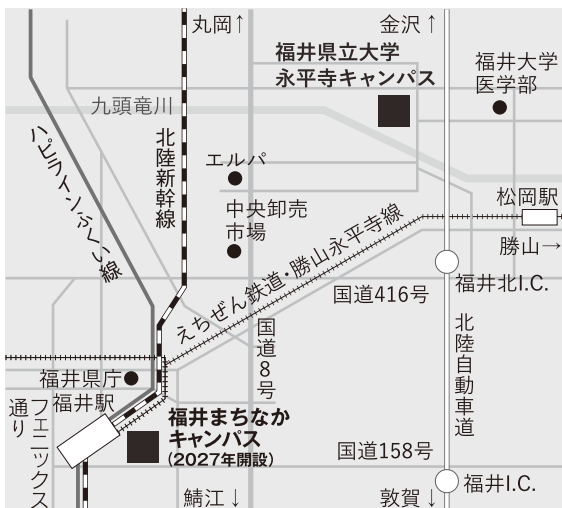 丸岡↑
金沢↑
福井県立大学
永平寺キャンパス
福井大学
医学部
九頭竜川
ハピラインふくい線
北陸新幹線
エルパ
中央卸売
市場
松岡駅
勝山→
えちぜん鉄道・勝山永平寺線
福井北I.C.
国道416号
国道8号
北陸自動車道
福井県庁
福井駅
フェニックス
通り
福井まちなか
キャンパス
(2027年開設)
国道158号
福井I.C.
鯖江↓
敦賀↓